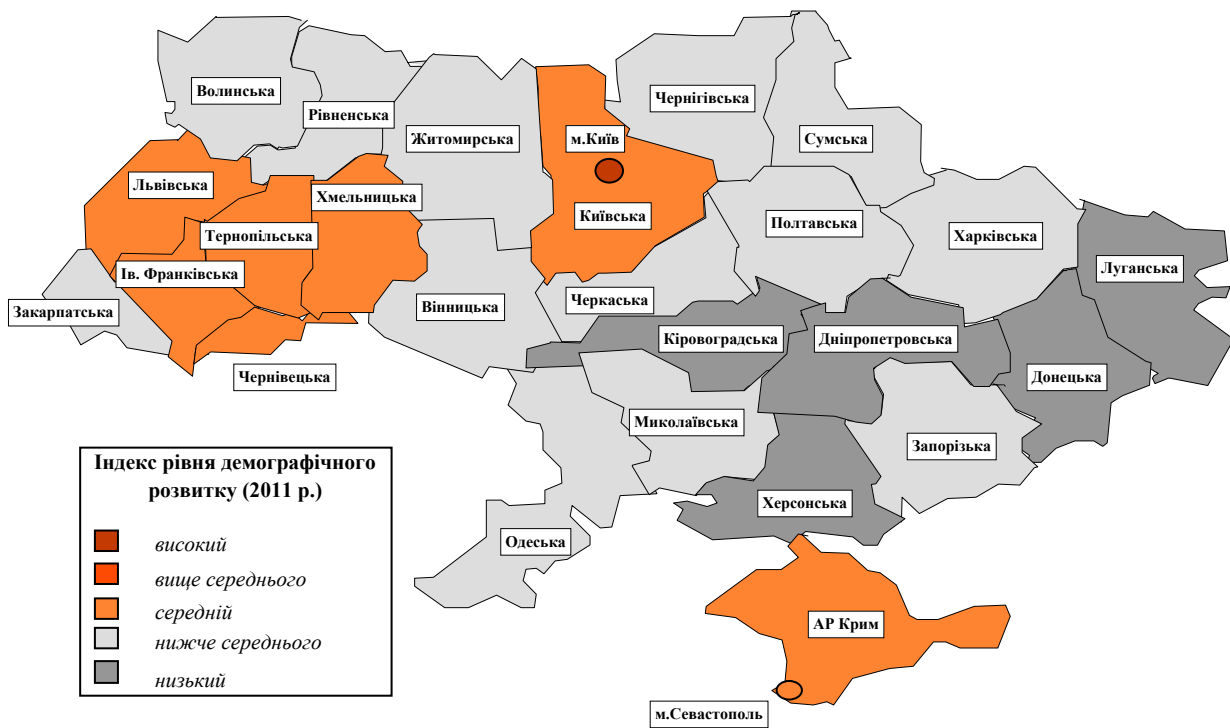 Волинська
Рівненська
Чернігівська
Житомирська
м.Київ
Сумська
Львівська
Хмельницька
Київська
Полтавська
Харківська
Тернопільська
Луганська
Ів. Франківська
Закарпатська
Вінницька
Черкаська
Кіровоградська
Дніпропетровська
Чернівецька
Донецька
Миколаївська
Запорізька
Херсонська
Одеська
АР Крим
м.Севастополь
Індекс рівня демографічного
розвитку (2011 р.)
високий
вище середнього
середній
нижче середнього
низький